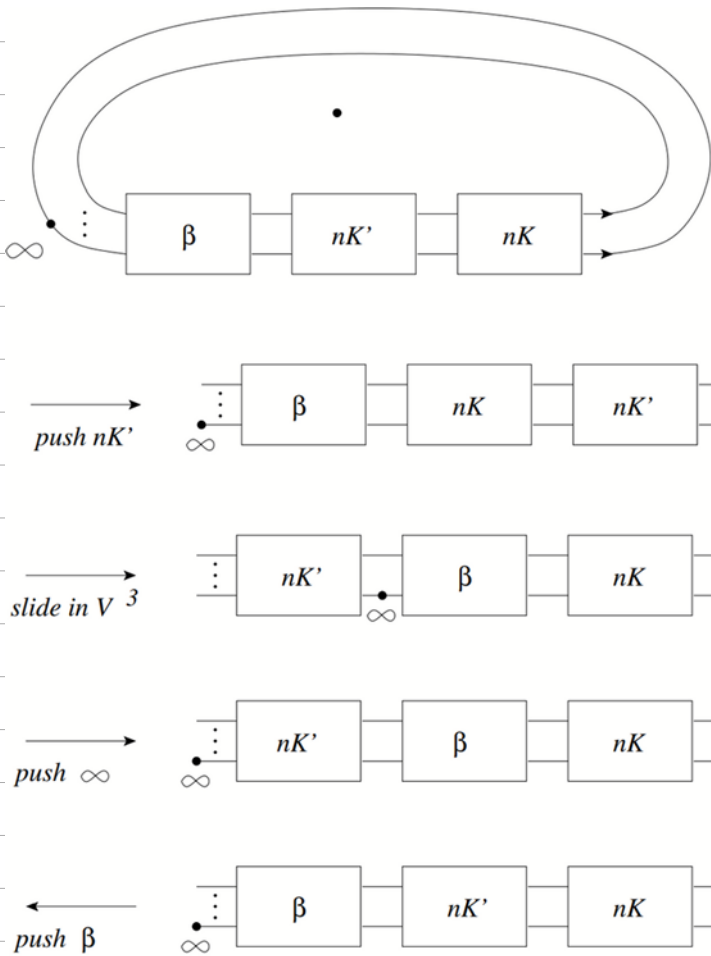 ∞
β nK' nK
push nK'
∞
β nK nK'
slide in V ³
nK' β nK
∞
push ∞
∞
nK' β nK
push β
∞
β nK' nK